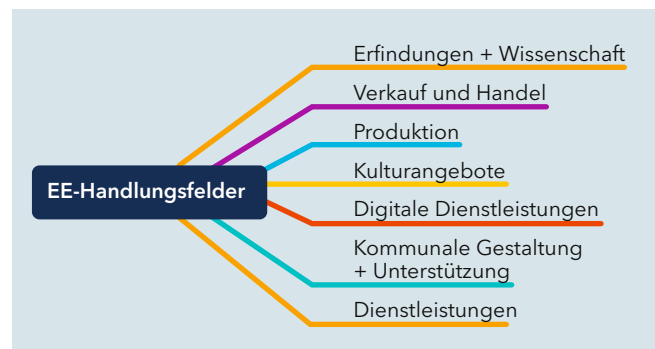 Erfindungen + Wissenschaft
Verkauf und Handel
Produktion
EE-Handlungsfelder
Kulturangebote
Digitale Dienstleistungen
Kommunale Gestaltung
+ Unterstützung
Dienstleistungen